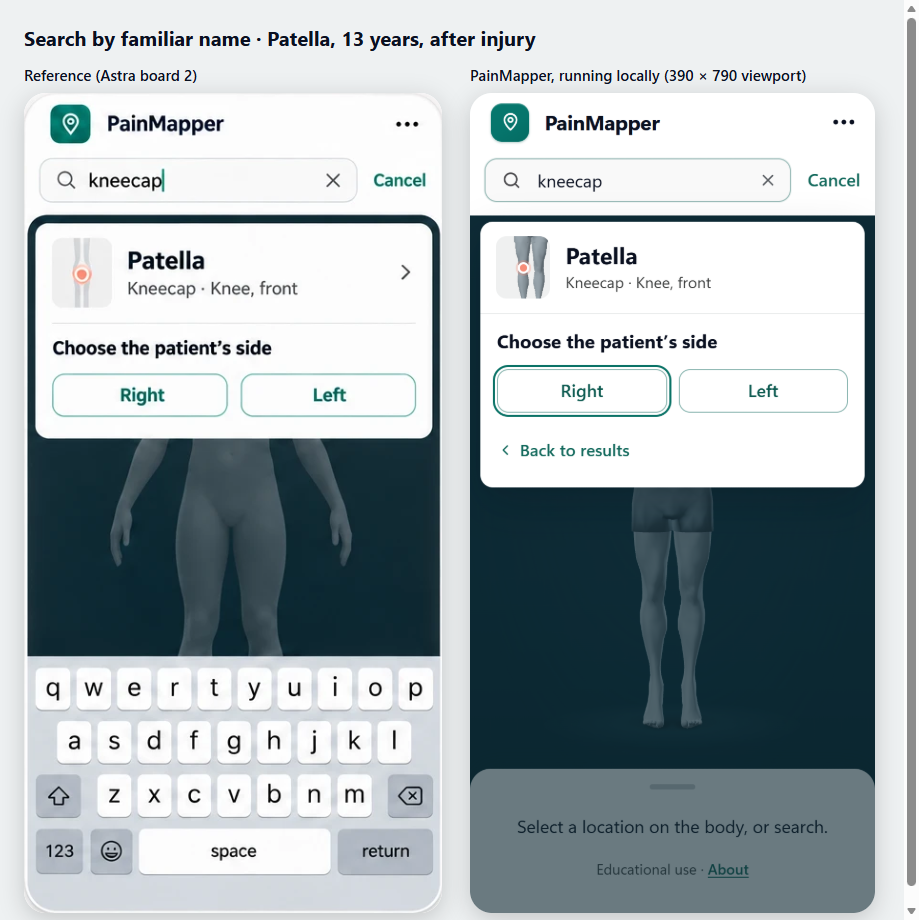 Search by familiar name · Patella, 13 years, after injury
Reference (Astra board 2)
PainMapper
kneecap
Cancel
Patella
Kneecap · Knee, front
Choose the patient’s side
Right Left
q w e r t y u i o p
a s d f g h j k l
z x c v b n m
123 space return
PainMapper, running locally (390 × 790 viewport)
PainMapper
kneecap
Cancel
Patella
Kneecap · Knee, front
Choose the patient’s side
Right Left
Back to results
Select a location on the body, or search.
Educational use · About